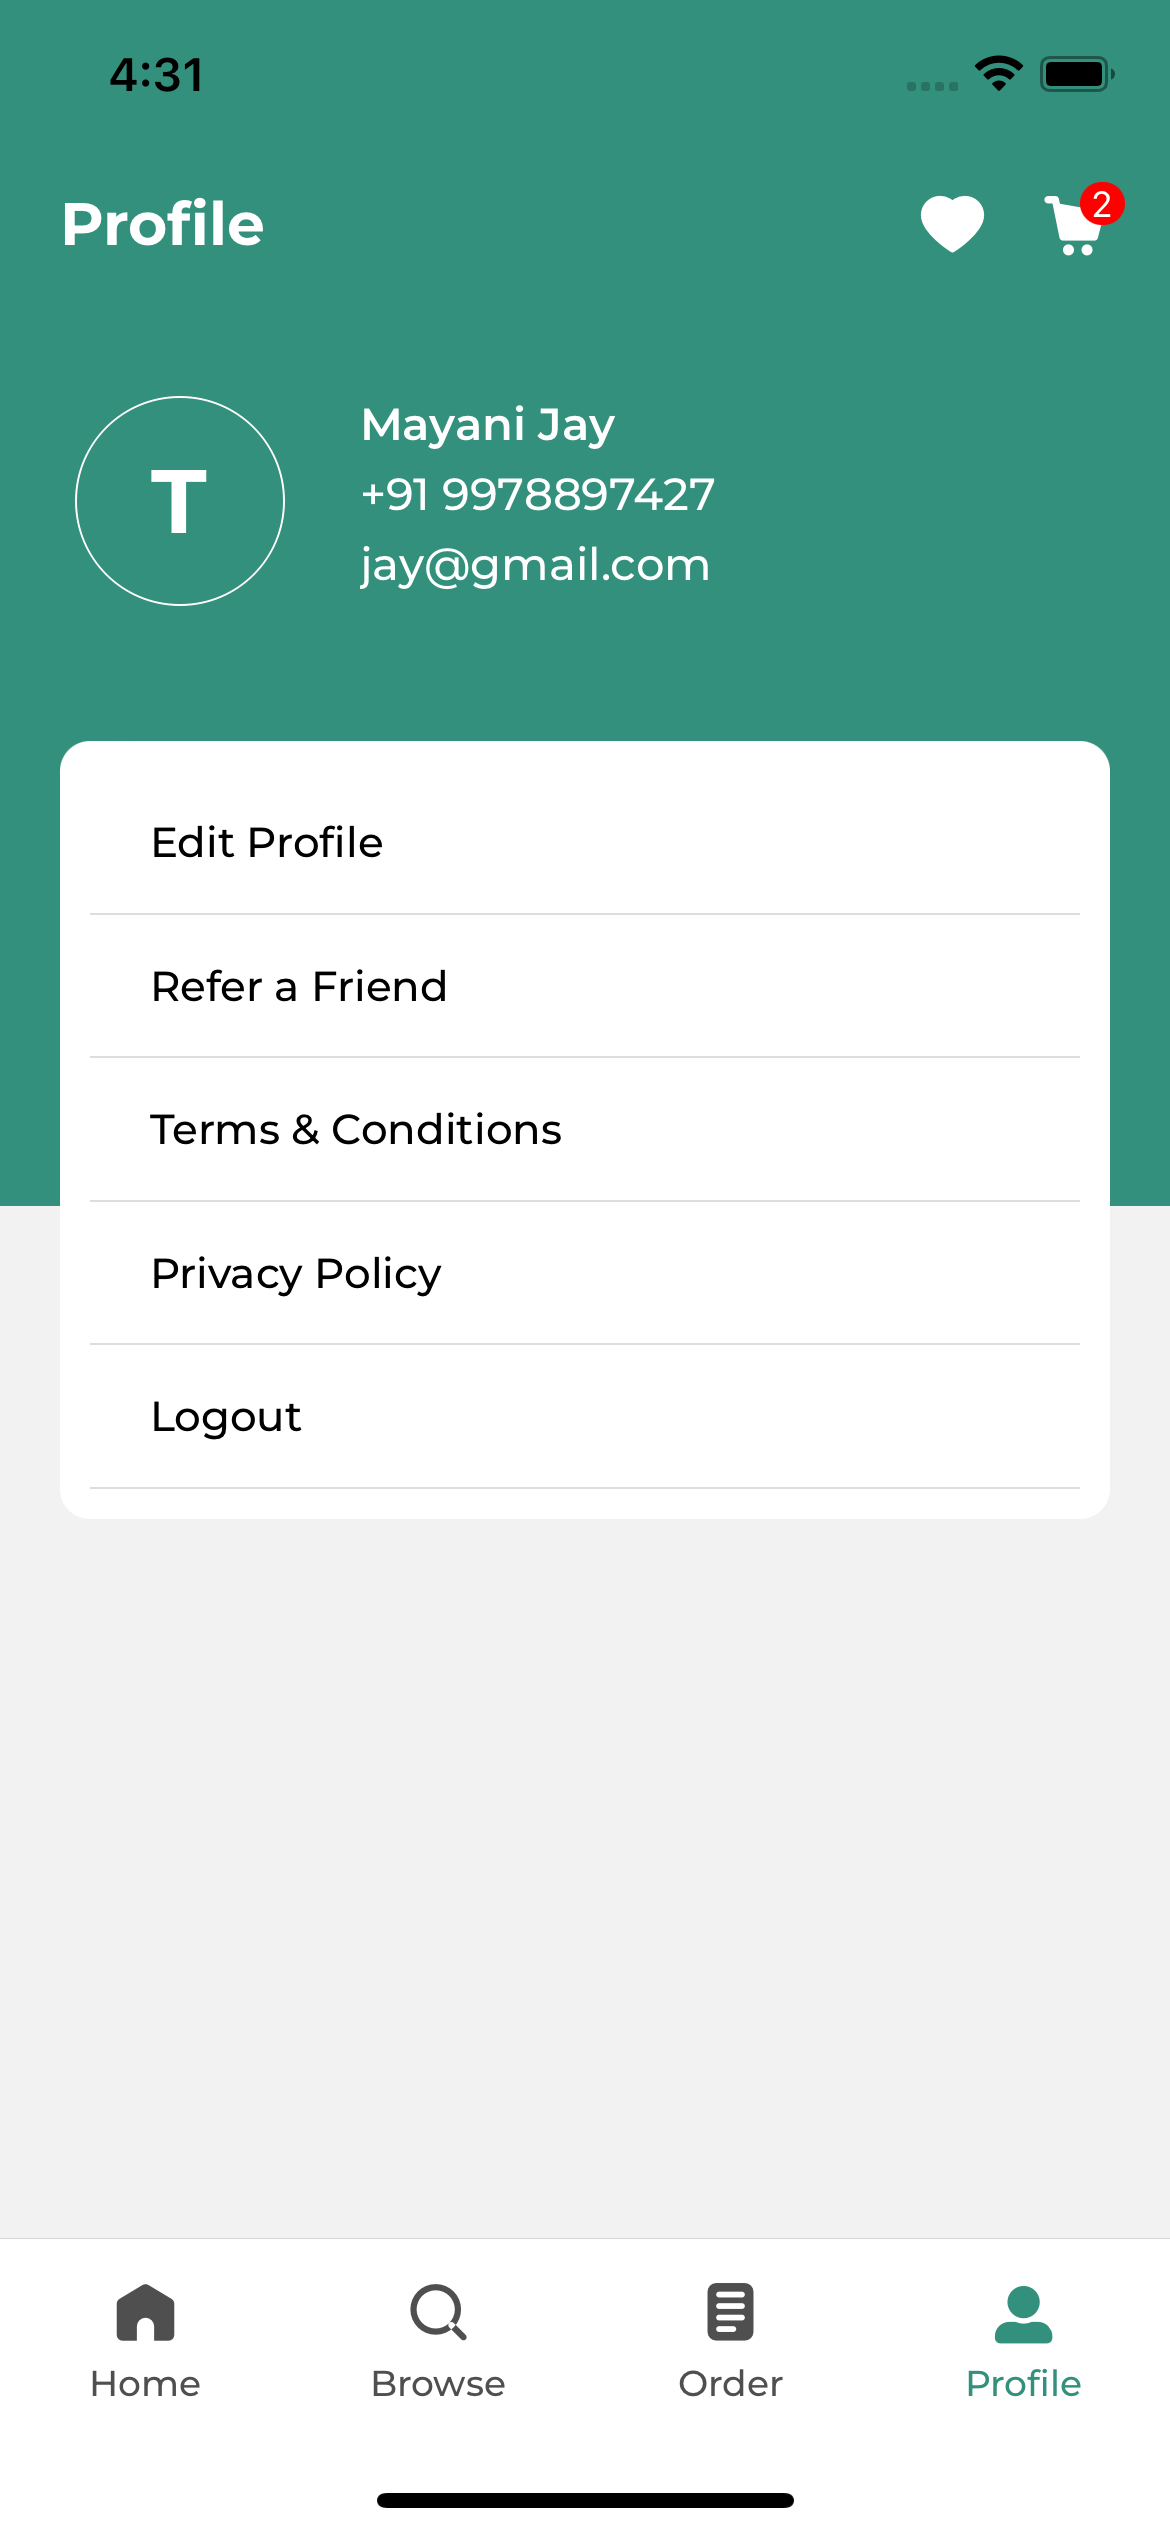 4:31
Profile
2
T
Mayani Jay
+91 9978897427
jay@gmail.com
Edit Profile
Refer a Friend
Terms & Conditions
Privacy Policy
Logout
Home
Browse
Order
Profile